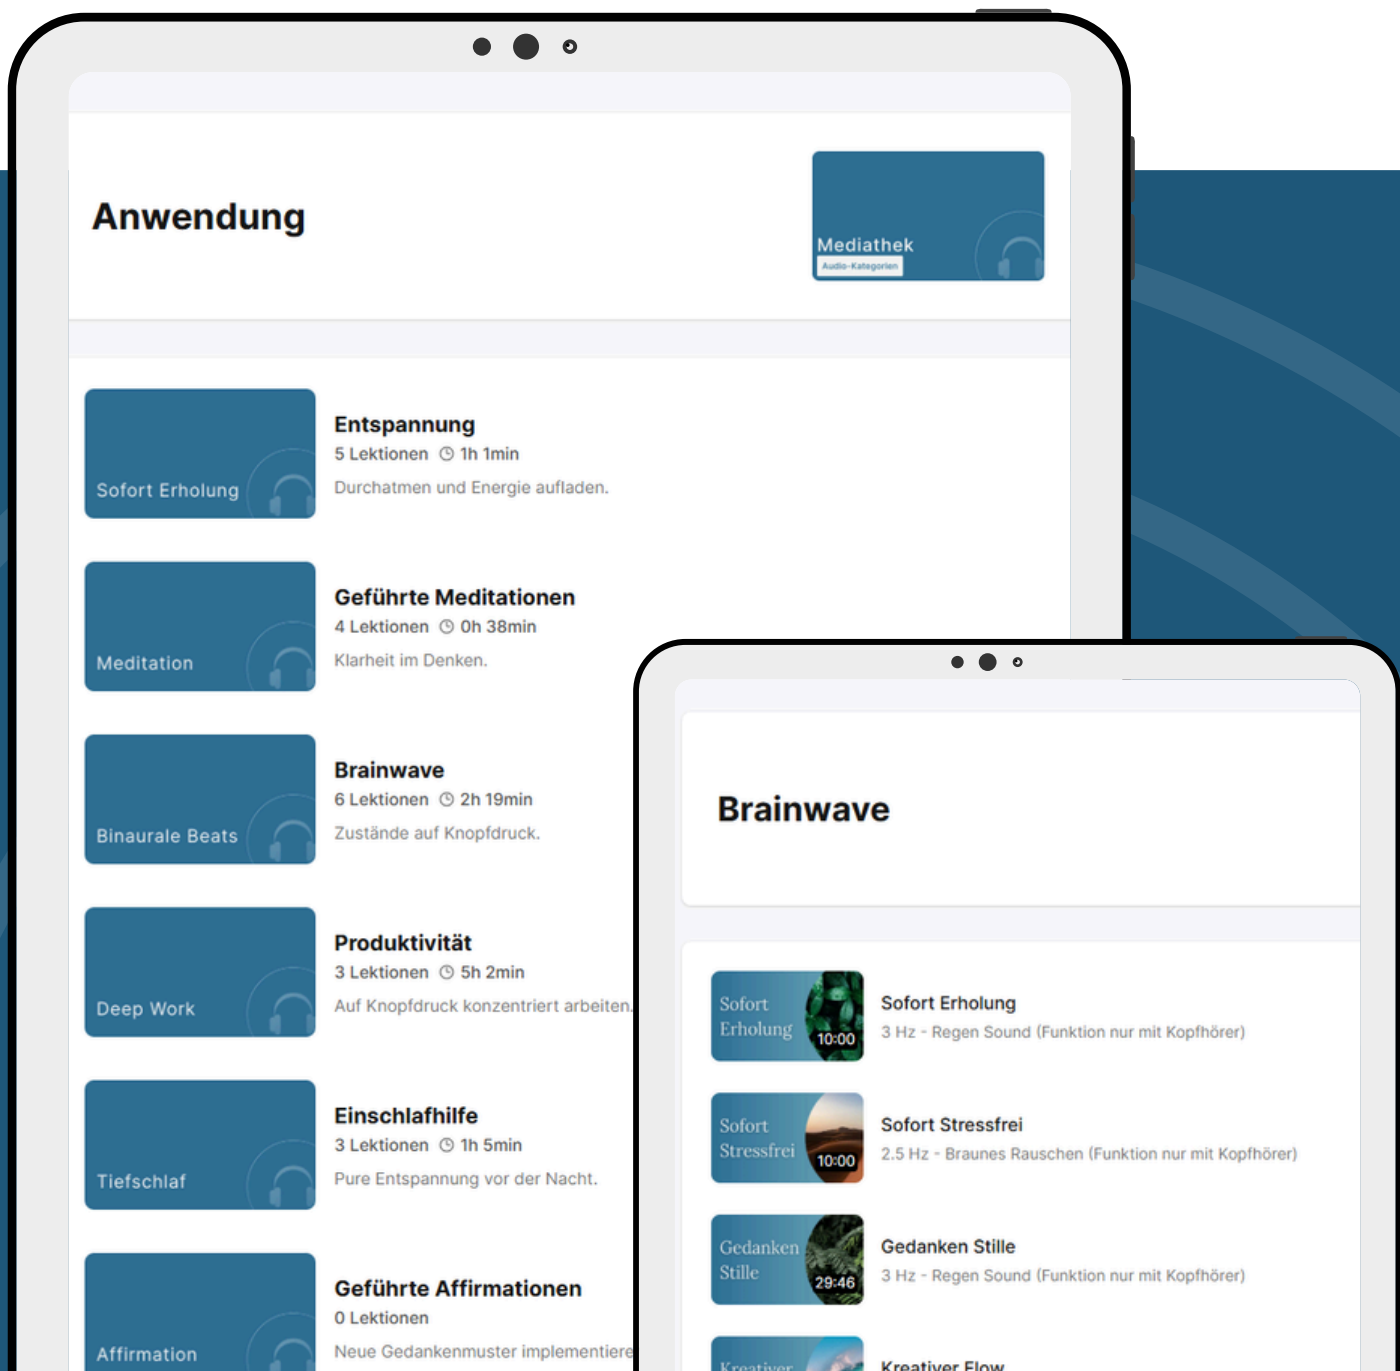 Anwendung
Mediathek
Audio-Kategorien
Sofort Erholung
Entspannung
5 Lektionen 1h 1min
Durchatmen und Energie aufladen.
Meditation
Geführte Meditationen
4 Lektionen 0h 38min
Klarheit im Denken.
Binaurale Beats
Brainwave
6 Lektionen 2h 19min
Zustände auf Knopfdruck.
Deep Work
Produktivität
3 Lektionen 5h 2min
Auf Knopfdruck konzentriert arbeiten.
Tiefschlaf
Einschlafhilfe
3 Lektionen 1h 5min
Pure Entspannung vor der Nacht.
Affirmation
Geführte Affirmationen
0 Lektionen
Neue Gedankenmuster implementiere
Brainwave
Sofort
Erholung
10:00
Sofort Erholung
3 Hz - Regen Sound (Funktion nur mit Kopfhörer)
Sofort
Stressfrei
10:00
Sofort Stressfrei
2.5 Hz - Braunes Rauschen (Funktion nur mit Kopfhörer)
Gedanken
Stille
29:46
Gedanken Stille
3 Hz - Regen Sound (Funktion nur mit Kopfhörer)
Kreativer
Kreativer Flow